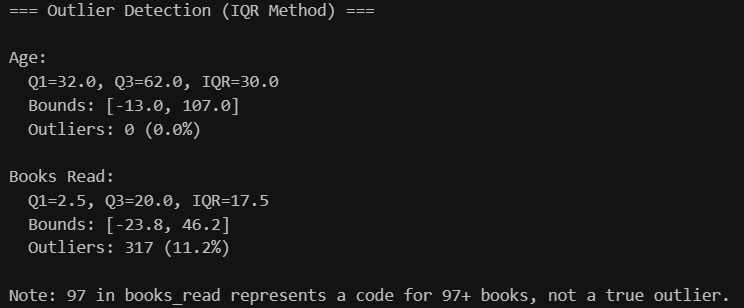 === Outlier Detection (IQR Method) ===
Age:
Q1=32.0, Q3=62.0, IQR=30.0
Bounds: [-13.0, 107.0]
Outliers: 0 (0.0%)
Books Read:
Q1=2.5, Q3=20.0, IQR=17.5
Bounds: [-23.8, 46.2]
Outliers: 317 (11.2%)
Note: 97 in books_read represents a code for 97+ books, not a true outlier.